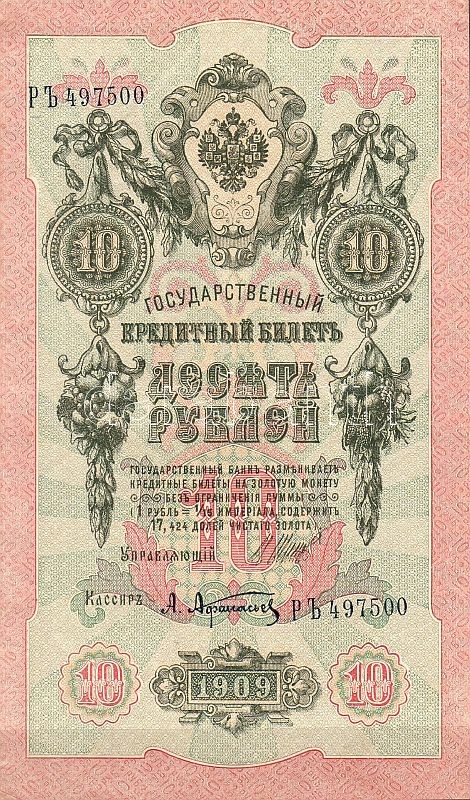 РЪ 497500
10 10
ГОСУДАРСТВЕННЫЙ
КРЕДИТНЫЙ БИЛЕТЪ
ДЕСЯТЬ
РУБЛЕЙ
ГОСУДАРСТВЕННЫЙ БАНКЪ РАЗМѢНИВАЕТЪ
КРЕДИТНЫЕ БИЛЕТЫ НА ЗОЛОТУЮ МОНЕТУ
БЕЗЪ ОГРАНИЧЕНІЯ СУММЫ
(1 РУБЛЬ = 1/15 ИМПЕРІАЛА, СОДЕРЖИТЪ
17,424 ДОЛЕЙ ЧИСТАГО ЗОЛОТА).
10
Управляющій
Кассиръ А. Афанасьев РЪ 497500
10 1909 10